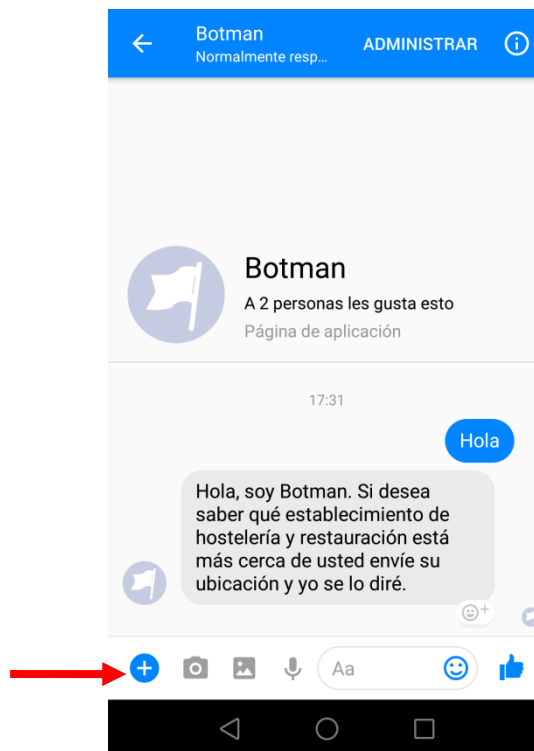 Botman
Normalmente resp...
ADMINISTRAR
Botman
A 2 personas les gusta esto
Página de aplicación
17:31
Hola
Hola, soy Botman. Si desea
saber qué establecimiento de
hostelería y restauración está
más cerca de usted envíe su
ubicación y yo se lo diré.
Aa